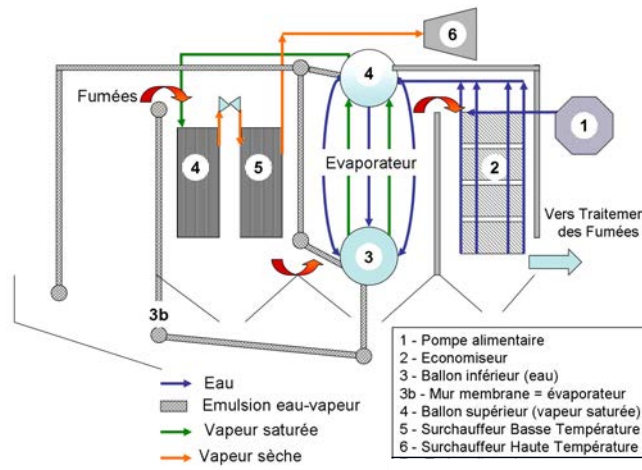 6
4
Fumées
1
4
5
Evaporateur
2
Vers Traitement
des Fumées
3
3b
Eau
Emulsion eau-vapeur
Vapeur saturée
Vapeur sèche
1 - Pompe alimentaire
2 - Economiseur
3 - Ballon inférieur (eau)
3b - Mur membrane = évaporateur
4 - Ballon supérieur (vapeur saturée)
5 - Surchauffeur Basse Température
6 - Surchauffeur Haute Température